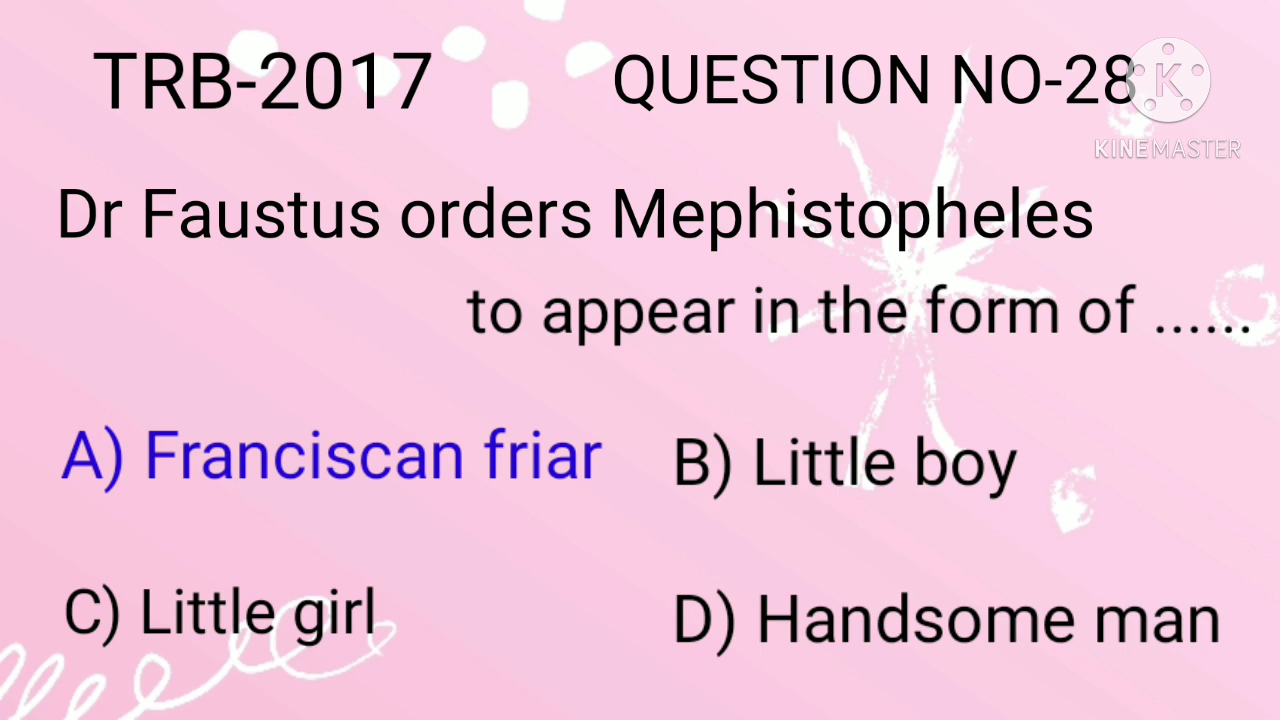 TRB-2017 QUESTION NO-28
K
KINEMASTER
Dr Faustus orders Mephistopheles
to appear in the form of ......
A) Franciscan friar B) Little boy
C) Little girl D) Handsome man